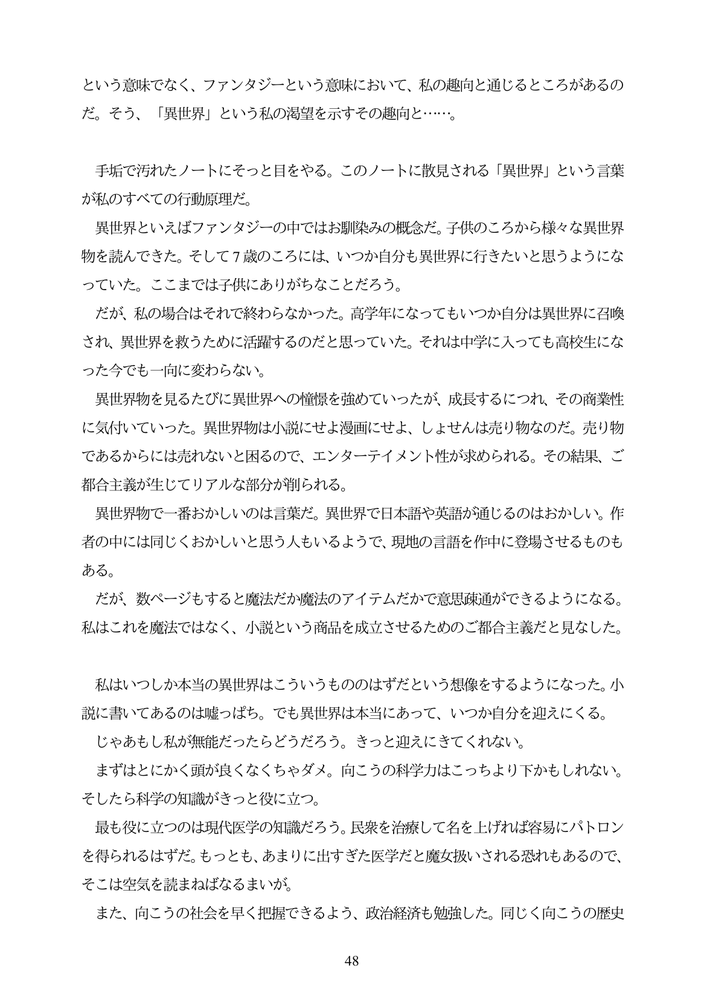 という意味でなく、ファンタジーという意味において、私の趣向と通じるところがあるの
だ。そう、「異世界」という私の渇望を示すその趣向と……。
手垢で汚れたノートにそっと目をやる。このノートに散見される「異世界」という言葉
が私のすべての行動原理だ。
異世界といえばファンタジーの中ではお馴染みの概念だ。子供のころから様々な異世界
物を読んできた。そして７歳のころには、いつか自分も異世界に行きたいと思うようにな
っていた。ここまでは子供にありがちなことだろう。
だが、私の場合はそれで終わらなかった。高学年になってもいつか自分は異世界に召喚
され、異世界を救うために活躍するのだと思っていた。それは中学に入っても高校生にな
った今でも一向に変わらない。
異世界物を見るたびに異世界への憧憬を強めていったが、成長するにつれ、その商業性
に気付いていった。異世界物は小説にせよ漫画にせよ、しょせんは売り物なのだ。売り物
であるからには売れないと困るので、エンターテイメント性が求められる。その結果、ご
都合主義が生じてリアルな部分が削られる。
異世界物で一番おかしいのは言葉だ。異世界で日本語や英語が通じるのはおかしい。作
者の中には同じくおかしいと思う人もいるようで、現地の言語を作中に登場させるものも
ある。
だが、数ページもすると魔法だか魔法のアイテムだかで意思疎通ができるようになる。
私はこれを魔法ではなく、小説という商品を成立させるためのご都合主義だと見なした。
私はいつしか本当の異世界はこういうもののはずだという想像をするようになった。小
説に書いてあるのは嘘っぱち。でも異世界は本当にあって、いつか自分を迎えにくる。
じゃあもし私が無能だったらどうだろう。きっと迎えにきてくれない。
まずはとにかく頭が良くなくちゃダメ。向こうの科学力はこっちより下かもしれない。
そしたら科学の知識がきっと役に立つ。
最も役に立つのは現代医学の知識だろう。民衆を治療して名を上げれば容易にパトロン
を得られるはずだ。もっとも、あまりに出すぎた医学だと魔女扱いされる恐れもあるので、
そこは空気を読まねばなるまいが。
また、向こうの社会を早く把握できるよう、政治経済も勉強した。同じく向こうの歴史
48